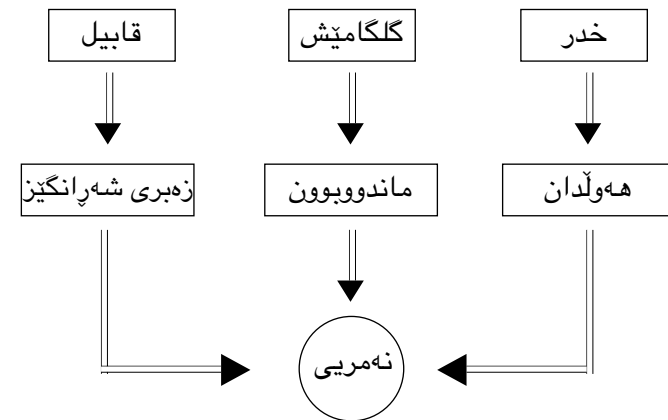 خدر
گلگامێش
قابیل
هەوڵدان
ماندووبوون
زەبری شەڕانگێز
نەمریی